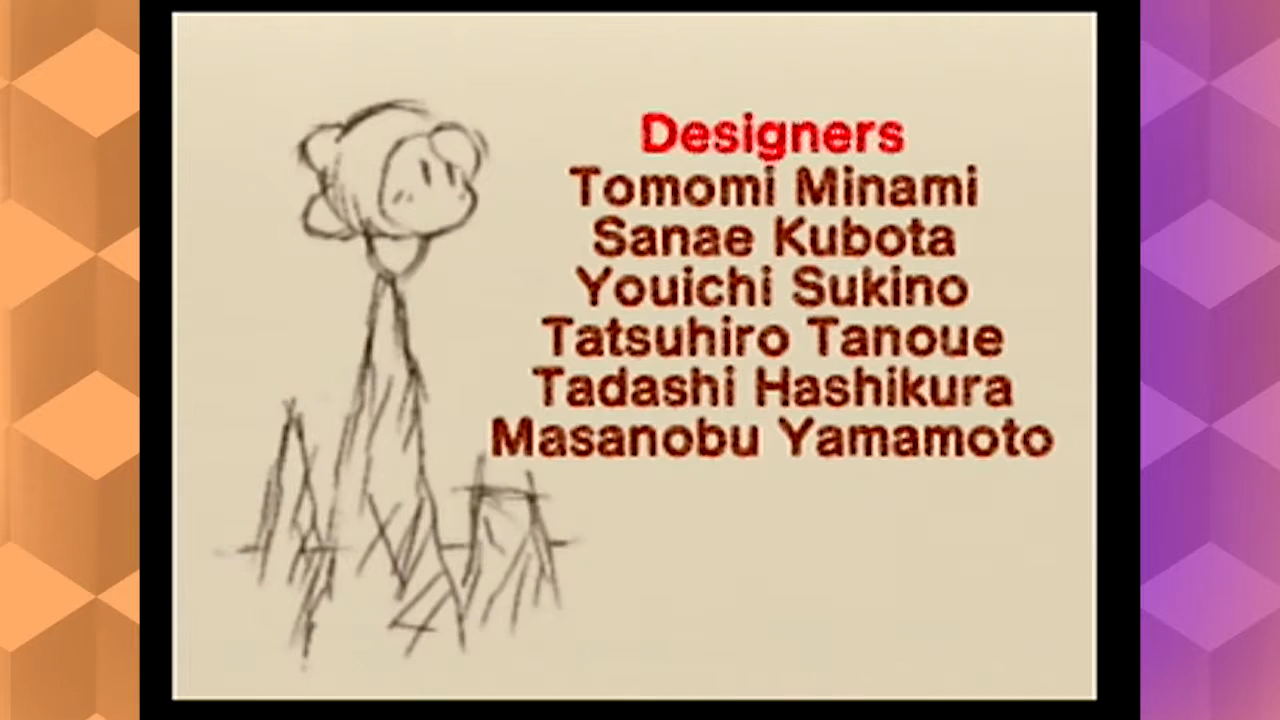 Designers
Tomomi Minami
Sanae Kubota
Youichi Sukino
Tatsuhiro Tanoue
Tadashi Hashikura
Masanobu Yamamoto